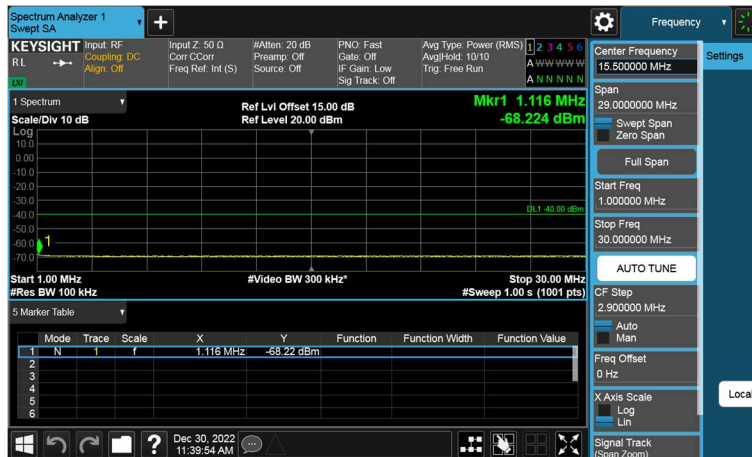 Spectrum Analyzer 1
Swept SA
Frequency
KEYSIGHT
RL
LXI
Input: RF
Coupling: DC
Align: Off
Input Z: 50 Ω
Corr CCorr
Freq Ref: Int (S)
#Atten: 20 dB
Preamp: Off
Source: Off
PNO: Fast
Gate: Off
IF Gain: Low
Sig Track: Off
Avg Type: Power (RMS)
Avg|Hold: 10/10
Trig: Free Run
1 2 3 4 5 6
A W W W W W
A N N N N N
1 Spectrum
Scale/Div 10 dB
Ref Lvl Offset 15.00 dB
Ref Level 20.00 dBm
Mkr1 1.116 MHz
-68.224 dBm
Log
10.0
0.00
-10.0
-20.0
-30.0
-40.0
-50.0
-60.0
-70.0
DL1 -40.00 dBm
1
Start 1.00 MHz
#Res BW 100 kHz
#Video BW 300 kHz*
Stop 30.00 MHz
#Sweep 1.00 s (1001 pts)
5 Marker Table
Mode Trace Scale X Y Function Function Width Function Value
1 N 1 f 1.116 MHz -68.22 dBm
2
3
4
5
6
Dec 30, 2022
11:39:54 AM
Center Frequency
15.500000 MHz
Settings
Span
29.0000000 MHz
Swept Span
Zero Span
Full Span
Start Freq
1.000000 MHz
Stop Freq
30.000000 MHz
AUTO TUNE
CF Step
2.900000 MHz
Auto
Man
Freq Offset
0 Hz
X Axis Scale
Log
Lin
Local
Signal Track
(Span Zoom)